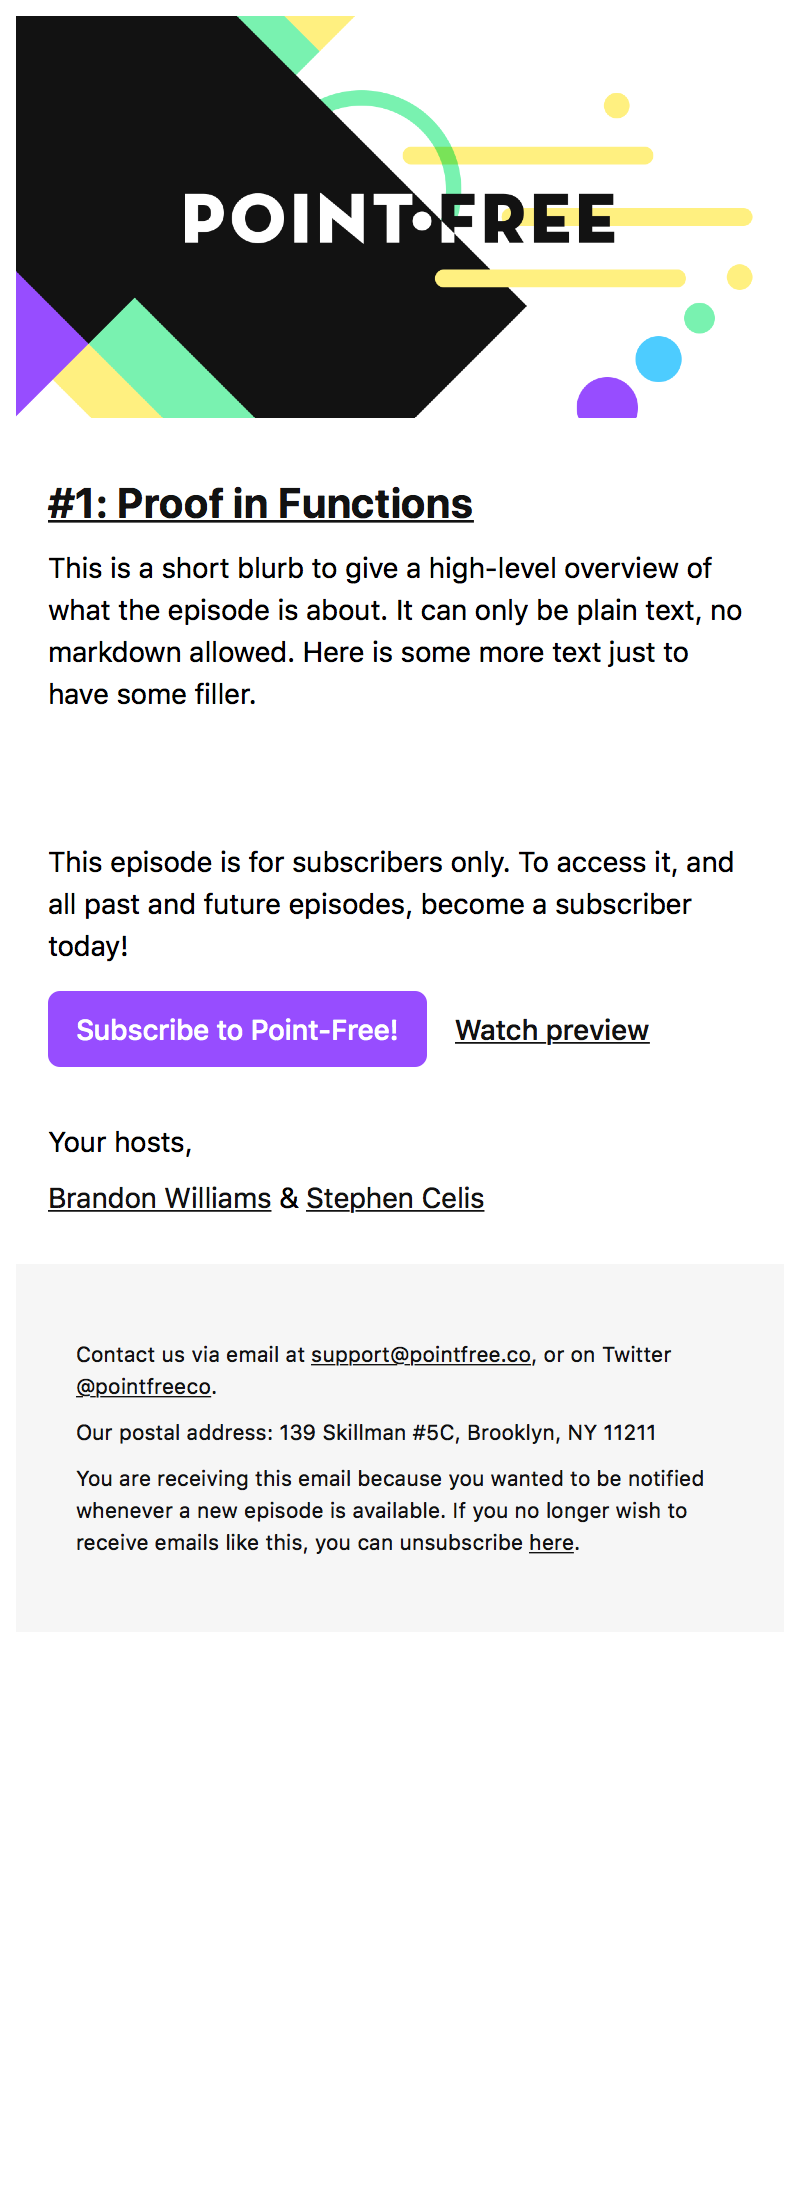 POINT•FREE
#1: Proof in Functions
This is a short blurb to give a high-level overview of
what the episode is about. It can only be plain text, no
markdown allowed. Here is some more text just to
have some filler.
This episode is for subscribers only. To access it, and
all past and future episodes, become a subscriber
today!
Subscribe to Point-Free! Watch preview
Your hosts,
Brandon Williams & Stephen Celis
Contact us via email at support@pointfree.co, or on Twitter
@pointfreeco.
Our postal address: 139 Skillman #5C, Brooklyn, NY 11211
You are receiving this email because you wanted to be notified
whenever a new episode is available. If you no longer wish to
receive emails like this, you can unsubscribe here.